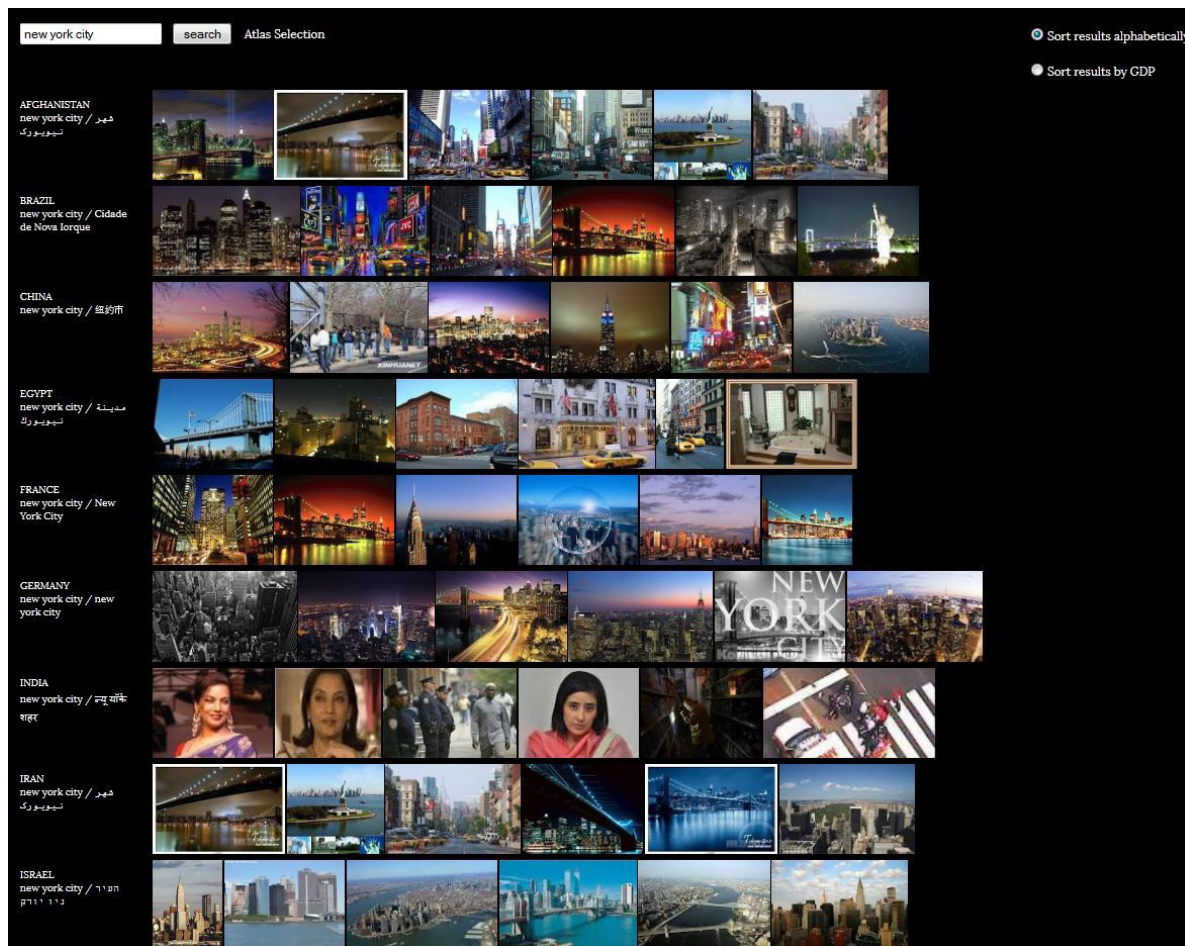 new york city
search
Atlas Selection
Sort results alphabetically
Sort results by GDP
AFGHANISTAN
new york city / شهر
نیویورک
BRAZIL
new york city / Cidade
de Nova Iorque
CHINA
new york city / 纽约市
XINHUANET
EGYPT
new york city / مدينة
نيويورك
FRANCE
new york city / New
York City
GERMANY
new york city / new
york city
NEW
YORK
CITY
INDIA
new york city / न्यू यॉर्क
शहर
IRAN
new york city / شهر
نیویورک
ISRAEL
new york city / העיר
ניו יורק